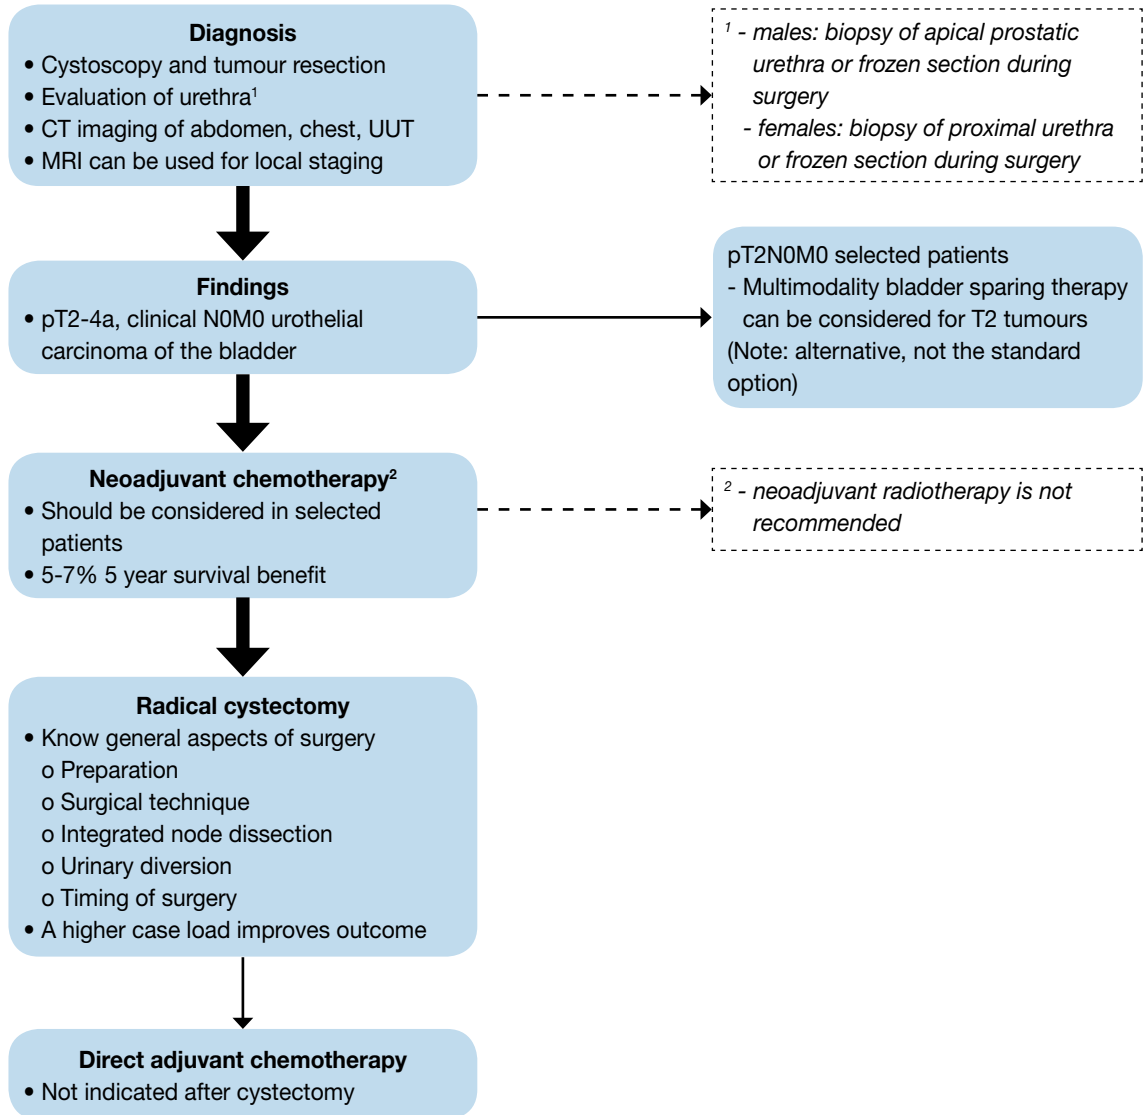 Diagnosis
• Cystoscopy and tumour resection
• Evaluation of urethra¹
• CT imaging of abdomen, chest, UUT
• MRI can be used for local staging
¹ - males: biopsy of apical prostatic
urethra or frozen section during
surgery
- females: biopsy of proximal urethra
or frozen section during surgery
Findings
• pT2-4a, clinical N0M0 urothelial
carcinoma of the bladder
pT2N0M0 selected patients
- Multimodality bladder sparing therapy
can be considered for T2 tumours
(Note: alternative, not the standard
option)
Neoadjuvant chemotherapy²
• Should be considered in selected
patients
• 5-7% 5 year survival benefit
² - neoadjuvant radiotherapy is not
recommended
Radical cystectomy
• Know general aspects of surgery
o Preparation
o Surgical technique
o Integrated node dissection
o Urinary diversion
o Timing of surgery
• A higher case load improves outcome
Direct adjuvant chemotherapy
• Not indicated after cystectomy